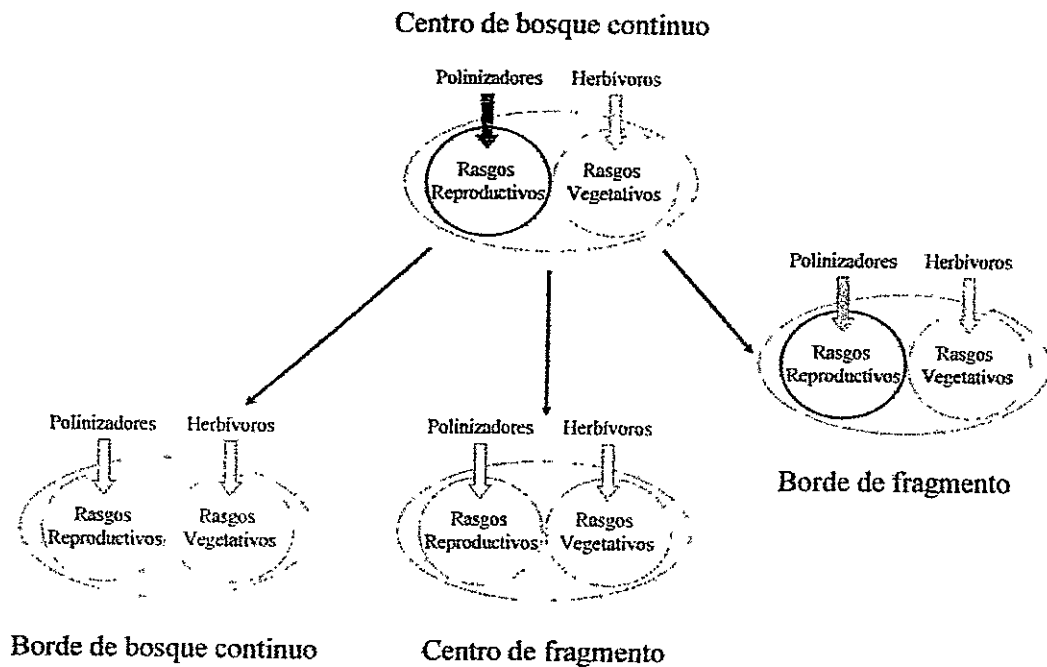 Centro de bosque continuo
Polinizadores Herbívoros
Rasgos Reproductivos
Rasgos Vegetativos
Polinizadores Herbívoros
Rasgos Reproductivos
Rasgos Vegetativos
Borde de fragmento
Polinizadores Herbívoros
Rasgos Reproductivos
Rasgos Vegetativos
Borde de bosque continuo
Polinizadores Herbívoros
Rasgos Reproductivos
Rasgos Vegetativos
Centro de fragmento